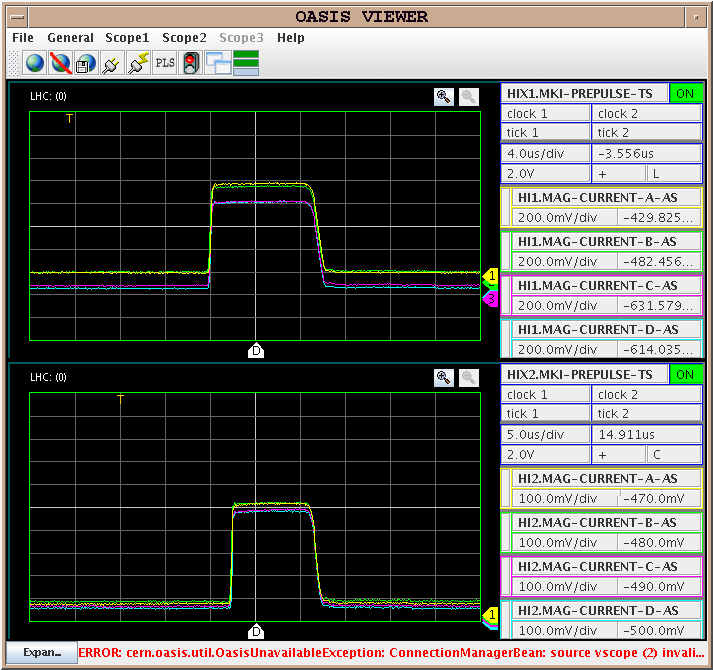 OASIS VIEWER
File General Scope1 Scope2 Scope3 Help
PLS
LHC: (0)
T
1
3
D
HIX1.MKI-PREPULSE-TS ON
clock 1 clock 2
tick 1 tick 2
4.0us/div -3.556us
2.0V + L
HI1.MAG-CURRENT-A-AS
200.0mV/div -429.825...
HI1.MAG-CURRENT-B-AS
200.0mV/div -482.456...
HI1.MAG-CURRENT-C-AS
200.0mV/div -631.579...
HI1.MAG-CURRENT-D-AS
200.0mV/div -614.035...
LHC: (0)
T
1
D
HIX2.MKI-PREPULSE-TS ON
clock 1 clock 2
tick 1 tick 2
5.0us/div 14.911us
2.0V + C
HI2.MAG-CURRENT-A-AS
100.0mV/div -470.0mV
HI2.MAG-CURRENT-B-AS
100.0mV/div -480.0mV
HI2.MAG-CURRENT-C-AS
100.0mV/div -490.0mV
HI2.MAG-CURRENT-D-AS
100.0mV/div -500.0mV
Expan... ERROR: cern.oasis.util.OasisUnavailableException: ConnectionManagerBean: source vscope (2) invali...